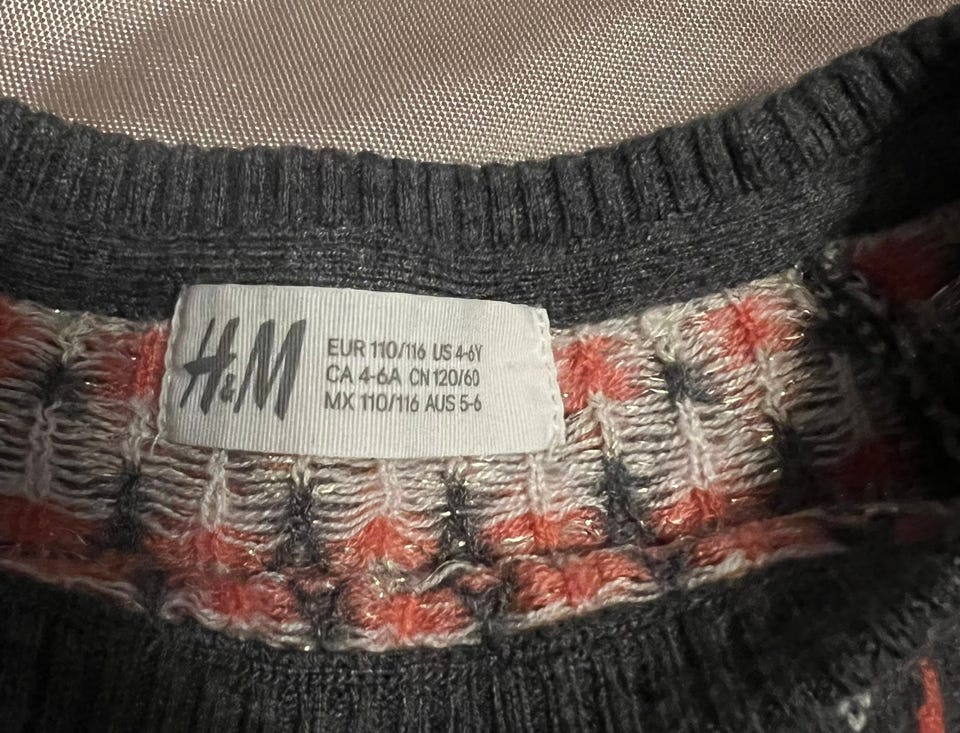 H&M
EUR 110/116 US 4-6Y
CA 4-6A CN 120/60
MX 110/116 AUS 5-6